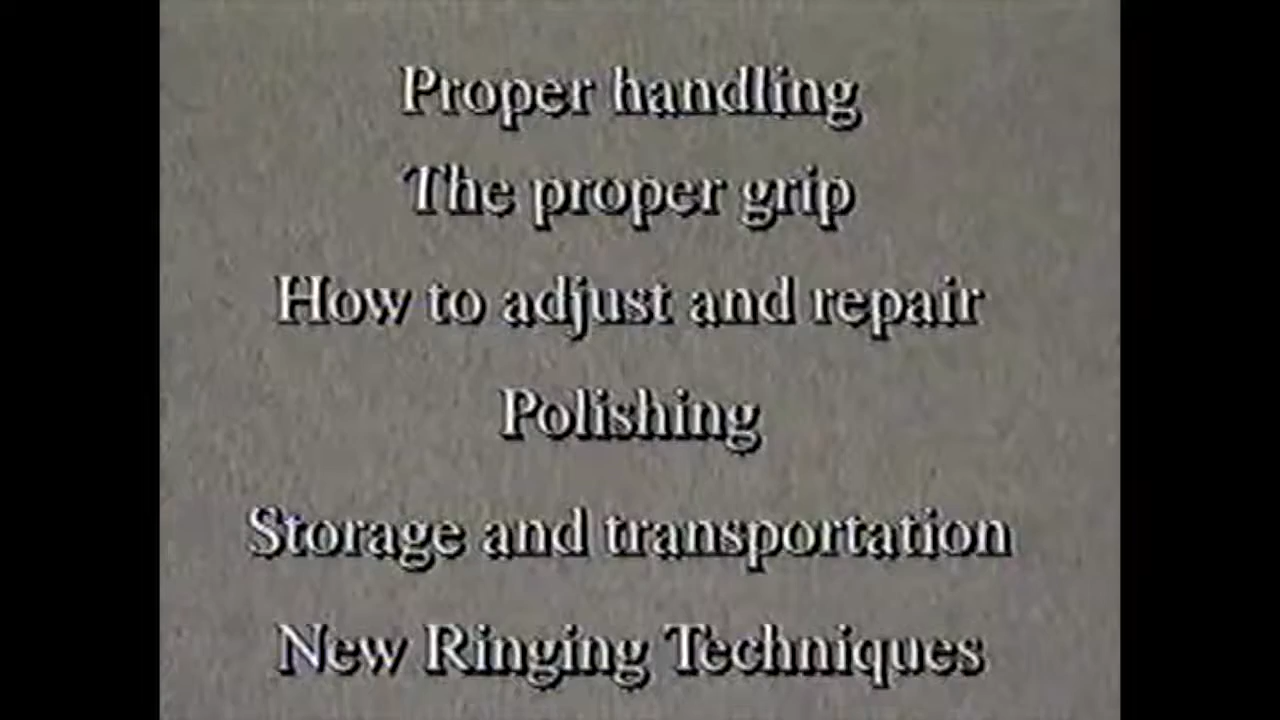 Proper handling
The proper grip
How to adjust and repair
Polishing
Storage and transportation
New Ringing Techniques